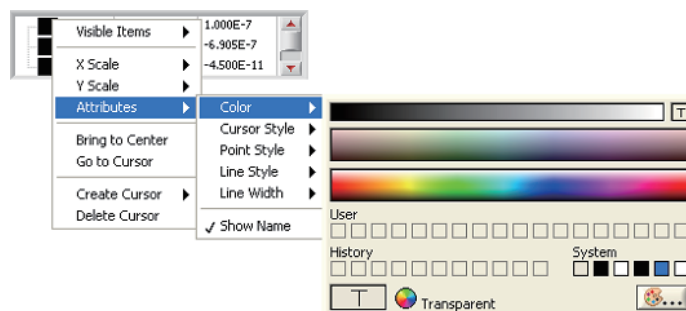 1.000E-7
-6.905E-7
-4.500E-11
Visible Items
X Scale
Y Scale
Attributes
Bring to Center
Go to Cursor
Create Cursor
Delete Cursor
Color
Cursor Style
Point Style
Line Style
Line Width
Show Name
T
User
History
System
T
Transparent
...